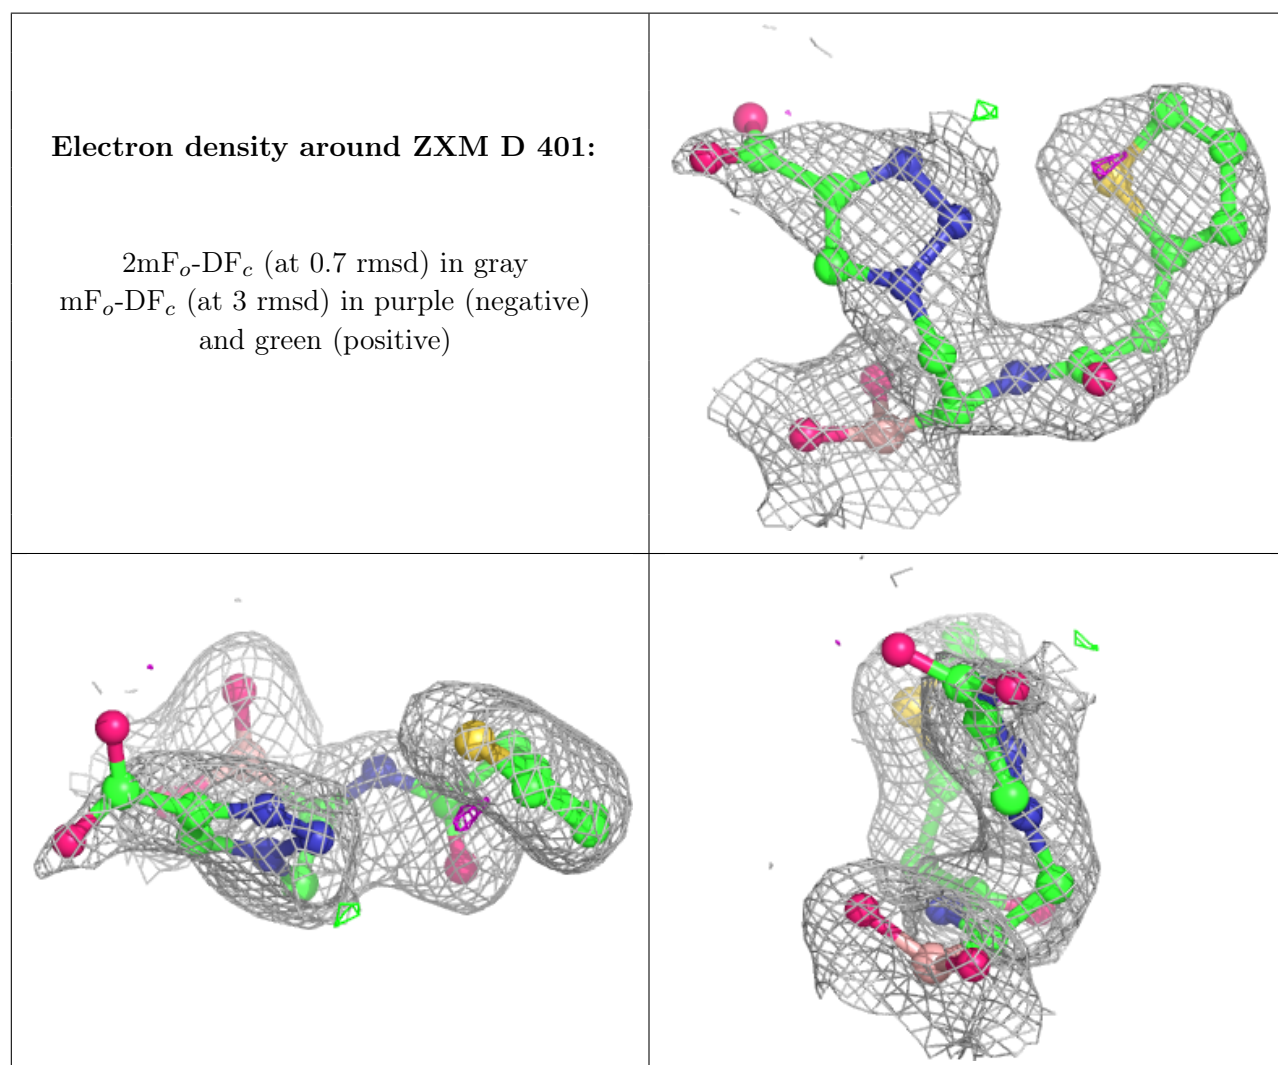 Electron density around ZXM D 401:
2mFo-DFc (at 0.7 rmsd) in gray
mFo-DFc (at 3 rmsd) in purple (negative)
and green (positive)